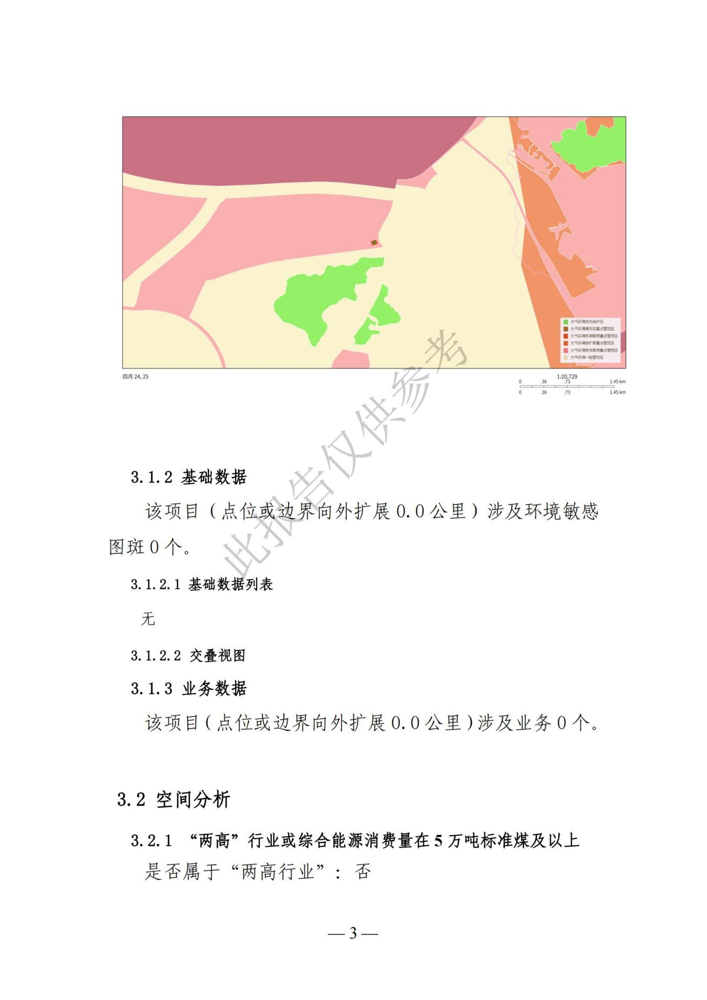 大气环境优先保护区
大气环境高排放重点管控区
大气环境布局敏感重点管控区
大气环境弱扩散重点管控区
大气环境受体敏感重点管控区
大气环境一般管控区
四月 24, 25
1:20,729
0 .36 .73 1.45 km
0 .36 .73 1.45 km
此报告仅供参考
3.1.2 基础数据
该项目（点位或边界向外扩展0.0公里）涉及环境敏感
图斑0个。
3.1.2.1 基础数据列表
无
3.1.2.2 交叠视图
3.1.3 业务数据
该项目(点位或边界向外扩展0.0公里)涉及业务0个。
3.2 空间分析
3.2.1 “两高”行业或综合能源消费量在5万吨标准煤及以上
是否属于“两高行业”: 否
— 3 —